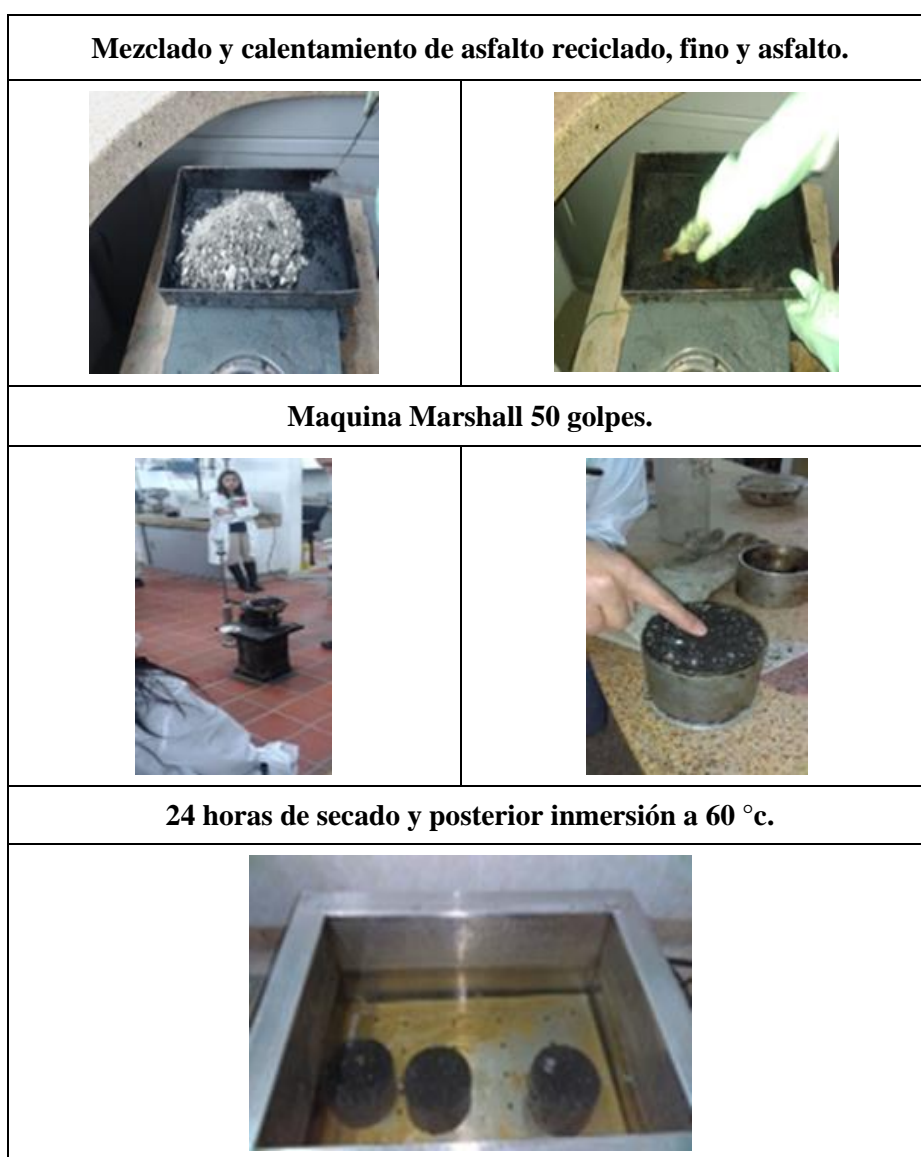 Mezclado y calentamiento de asfalto reciclado, fino y asfalto.
Maquina Marshall 50 golpes.
24 horas de secado y posterior inmersión a 60 °c.